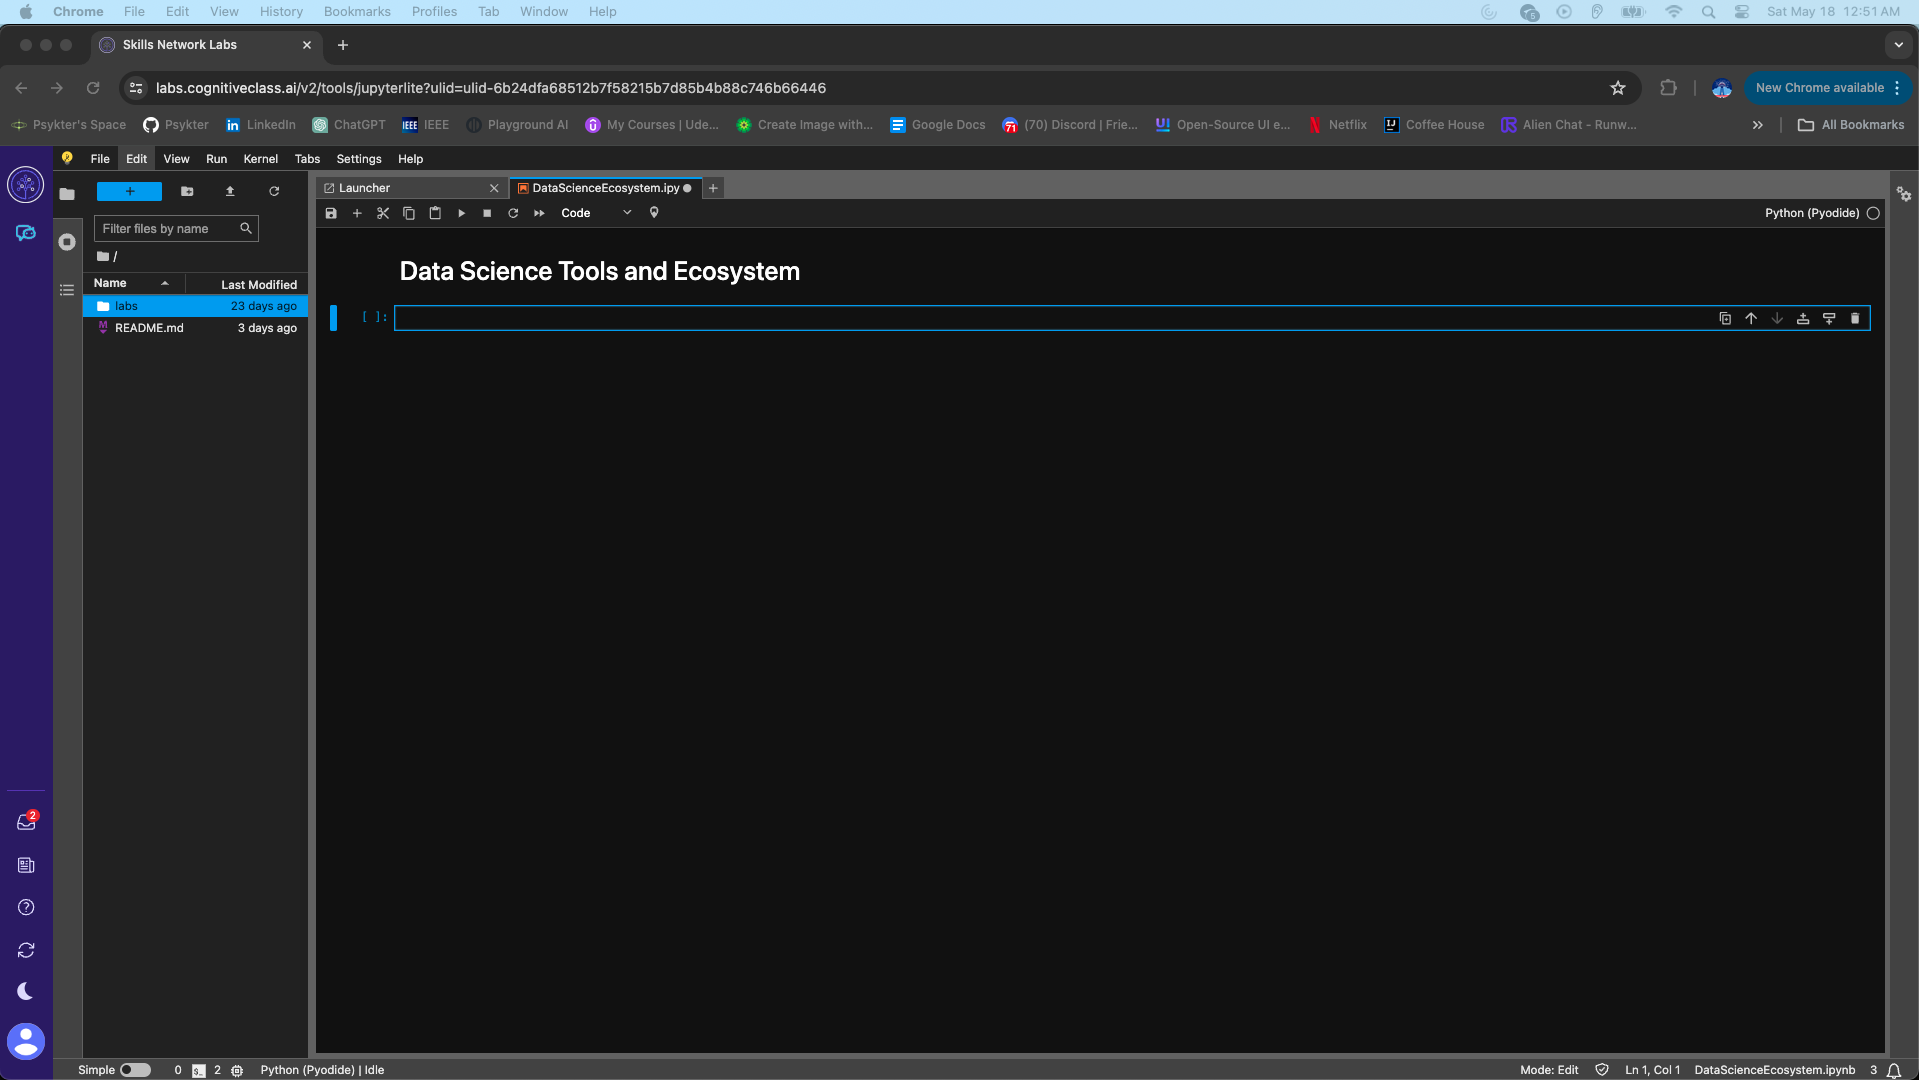 Chrome File Edit View History Bookmarks Profiles Tab Window Help Sat May 18 12:51 AM
Skills Network Labs
labs.cognitiveclass.ai/v2/tools/jupyterlite?ulid=ulid-6b24dfa68512b7f58215b7d85b4b88c746b66446 New Chrome available
Psykter's Space Psykter LinkedIn ChatGPT IEEE IEEE Playground AI My Courses | Ude... Create Image with... Google Docs 71 (70) Discord | Frie... Open-Source UI e... Netflix Coffee House Alien Chat - Runw... All Bookmarks
File Edit View Run Kernel Tabs Settings Help
Launcher DataScienceEcosystem.ipy
Code Python (Pyodide)
Filter files by name
/
Name Last Modified
labs 23 days ago
README.md 3 days ago
Data Science Tools and Ecosystem
[ ]:
2
Simple 0 2 Python (Pyodide) | Idle Mode: Edit Ln 1, Col 1 DataScienceEcosystem.ipynb 3